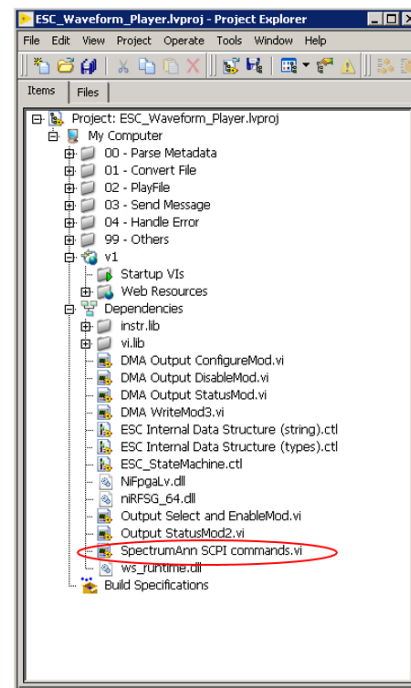 ESC_Waveform_Player.lvproj - Project Explorer
File Edit View Project Operate Tools Window Help
Items Files
Project: ESC_Waveform_Player.lvproj
My Computer
00 - Parse Metadata
01 - Convert File
02 - PlayFile
03 - Send Message
04 - Handle Error
99 - Others
v1
Startup VIs
Web Resources
Dependencies
instr.lib
vi.lib
DMA Output ConfigureMod.vi
DMA Output DisableMod.vi
DMA Output StatusMod.vi
DMA WriteMod3.vi
ESC Internal Data Structure (string).ctl
ESC Internal Data Structure (types).ctl
ESC_StateMachine.ctl
NiFpgaLv.dll
niRFSG_64.dll
Output Select and EnableMod.vi
Output StatusMod2.vi
SpectrumAnn SCPI commands.vi
ws_runtime.dll
Build Specifications